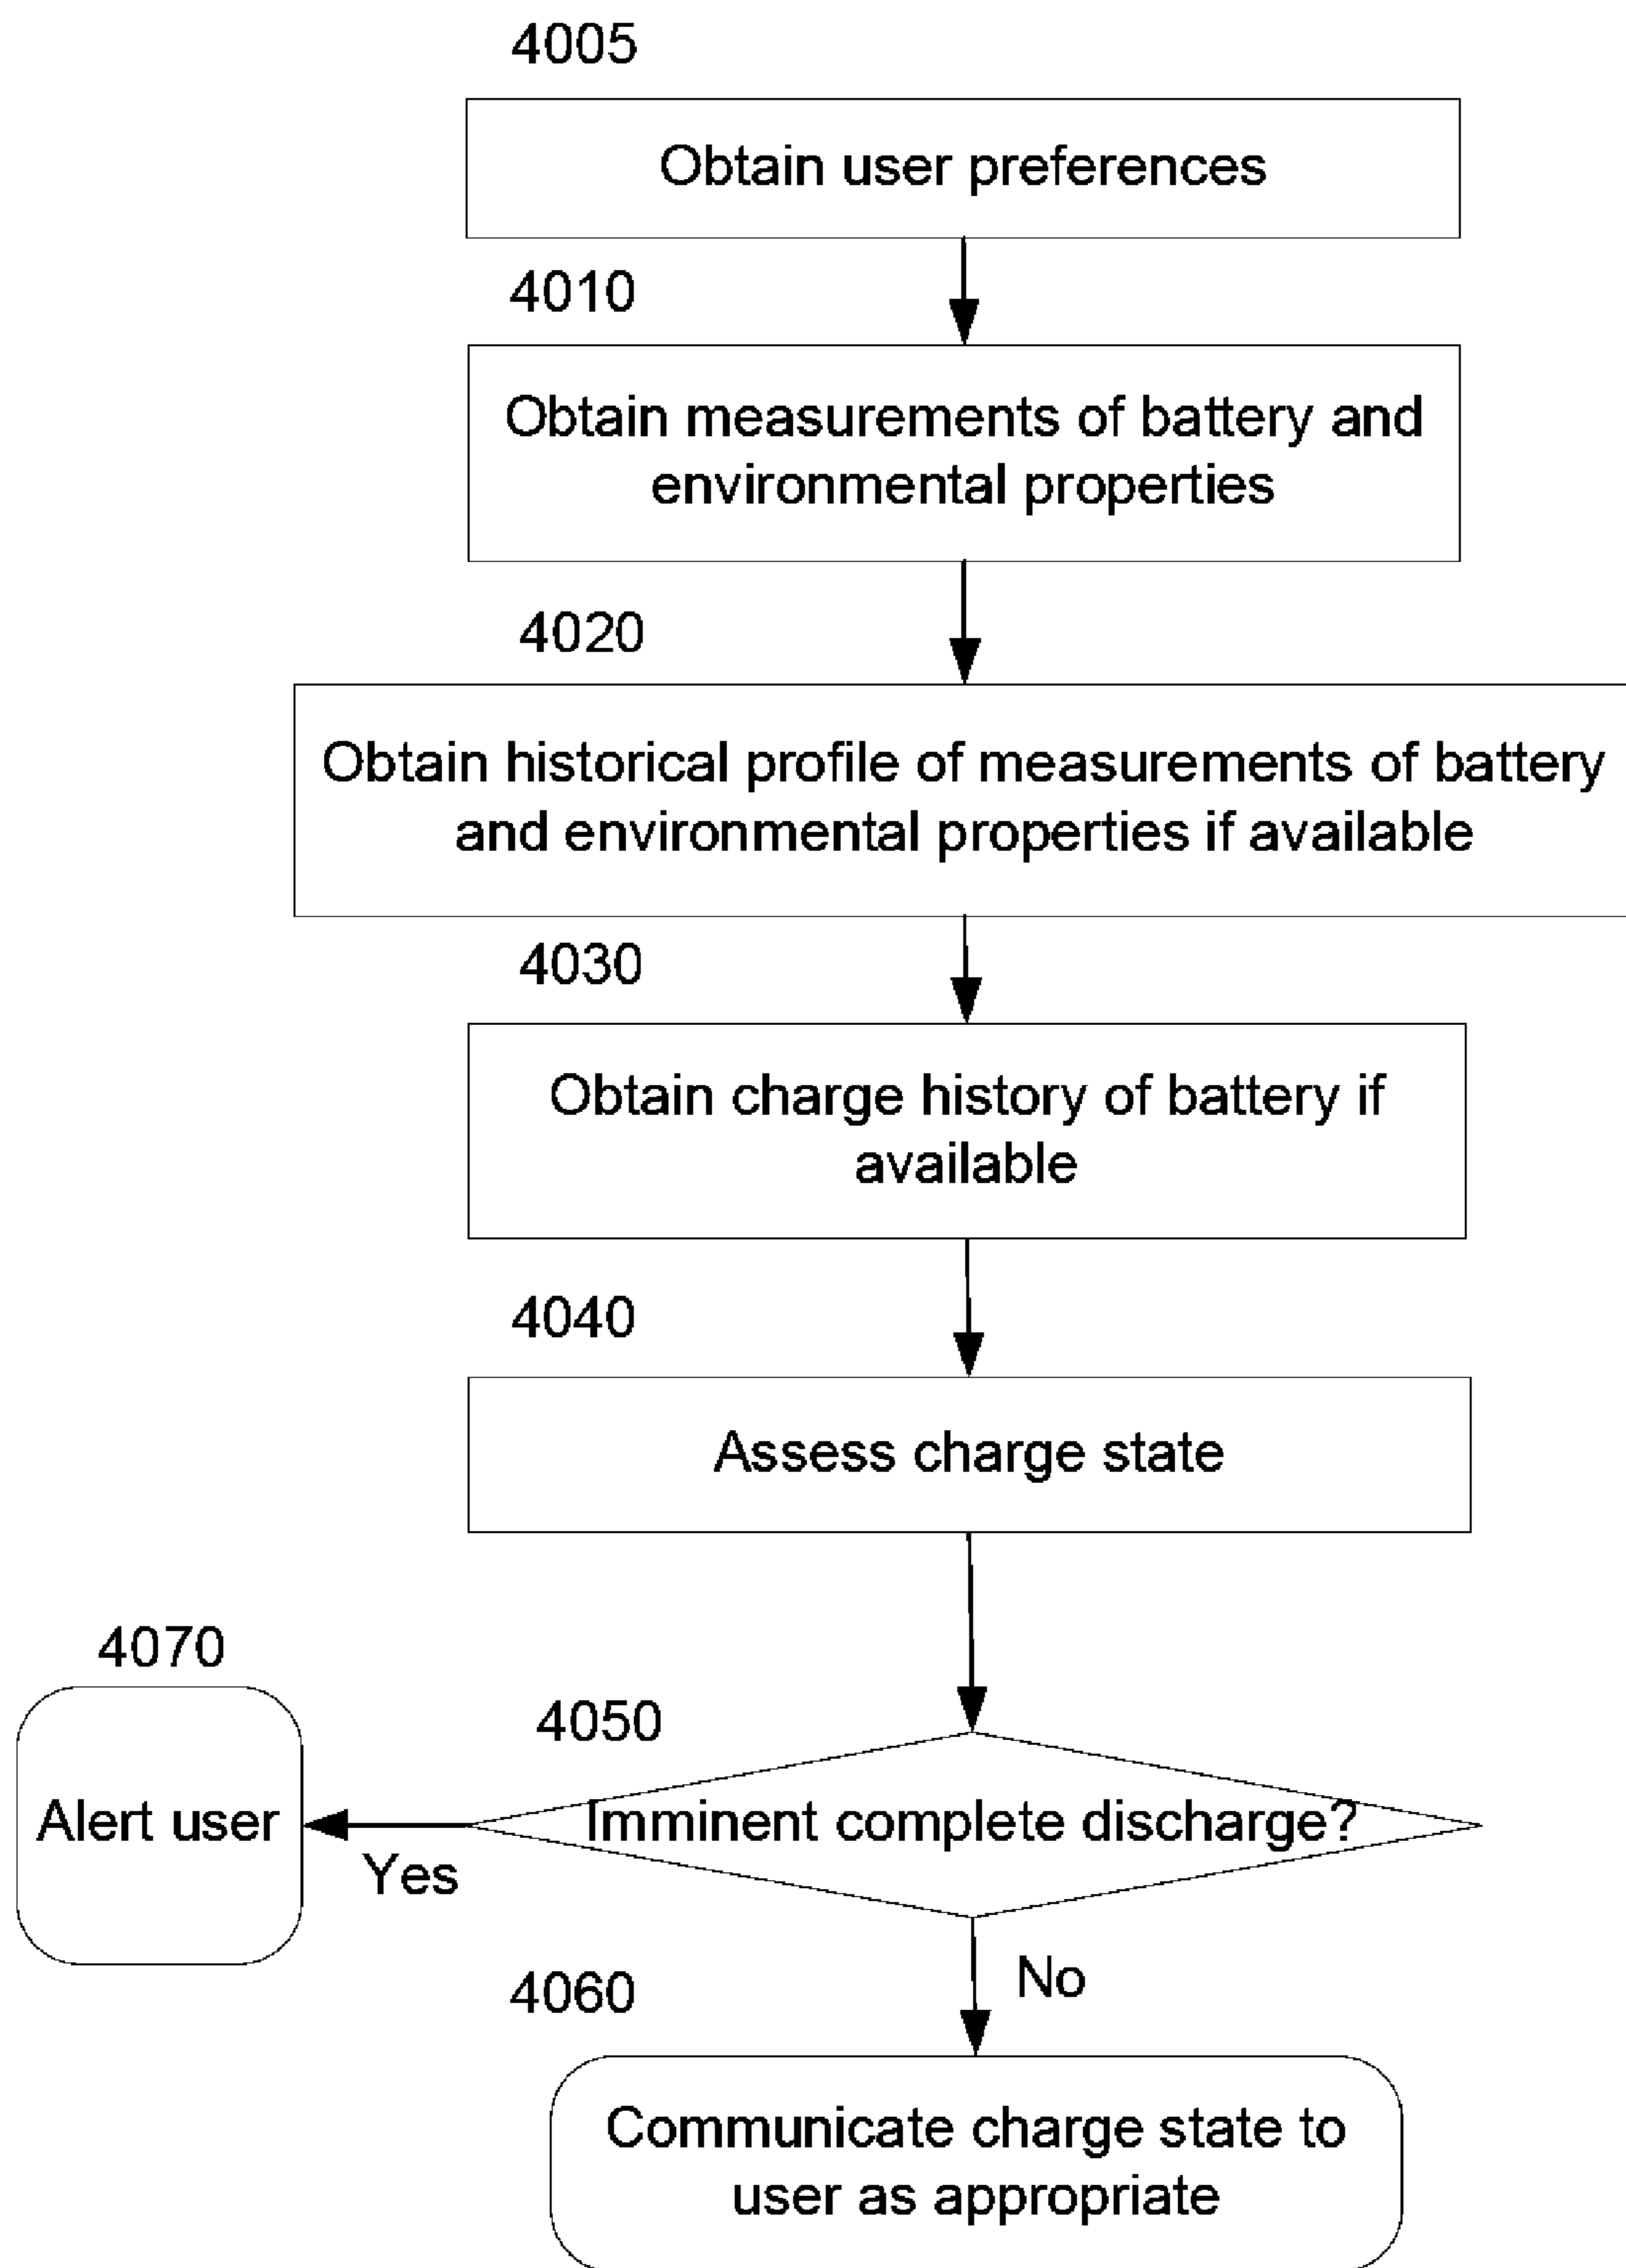 4005
Obtain user preferences
4010
Obtain measurements of battery and
environmental properties
4020
Obtain historical profile of measurements of battery
and environmental properties if available
4030
Obtain charge history of battery if
available
4040
Assess charge state
4070
4050
Alert user
Imminent complete discharge?
Yes
No
4060
Communicate charge state to
user as appropriate